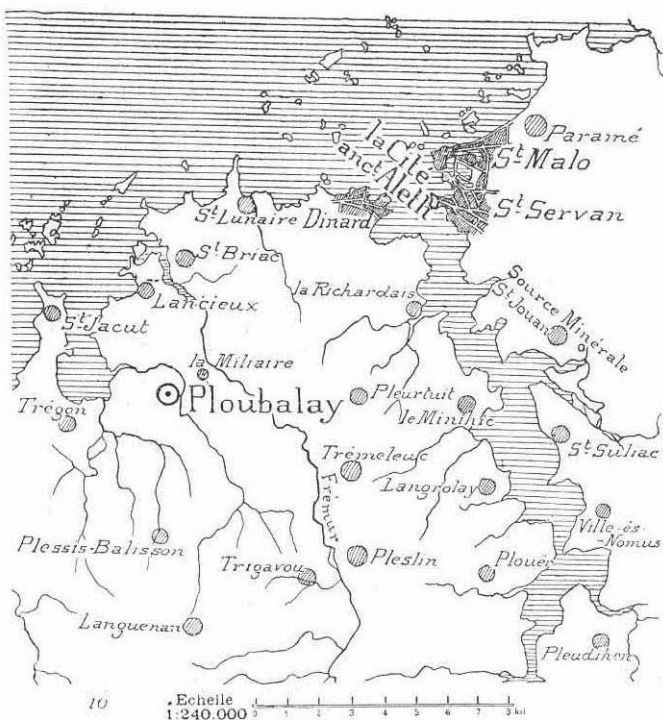 Paramé
la Cité
anct Aleth
St Malo
St Servan
St Lunaire
Dinard
St Briac
la Richardais
Source Minérale
St Jouan
Lancieux
St Jacut
la Miliaire
Ploubalay
Pleurtuit
le Minihic
Trégon
St Suliac
Trémeleuc
Langrolay
Frémur
Ville-és-
-Nomus
Plessis-Balisson
Trigavou
Pleslin
Plouër
Languenan
Pleudihen
10
Echelle
1:240.000
0 1 2 3 4 5 6 7 8 kil